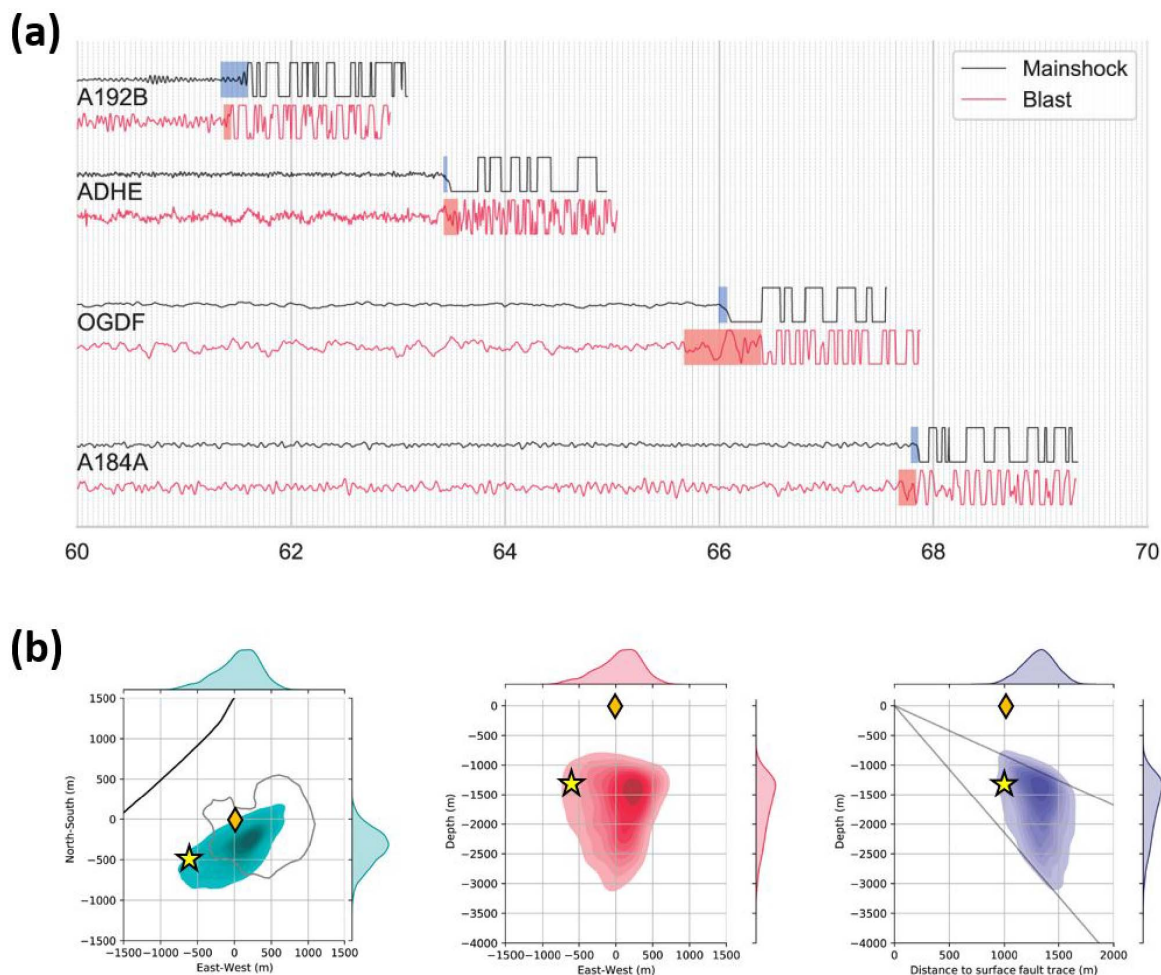 (a)
Mainshock
Blast
A192B
ADHE
OGDF
A184A
60 62 64 66 68 70
(b)
1500
1000
500
0
−500
−1000
−1500
North-South (m)
−1500 −1000 −500 0 500 1000 1500
East-West (m)
0
−500
−1000
−1500
−2000
−2500
−3000
−3500
−4000
Depth (m)
−1500 −1000 −500 0 500 1000 1500
East-West (m)
0
−500
−1000
−1500
−2000
−2500
−3000
−3500
−4000
Depth (m)
0 500 1000 1500 2000
Distance to surface fault trace (m)